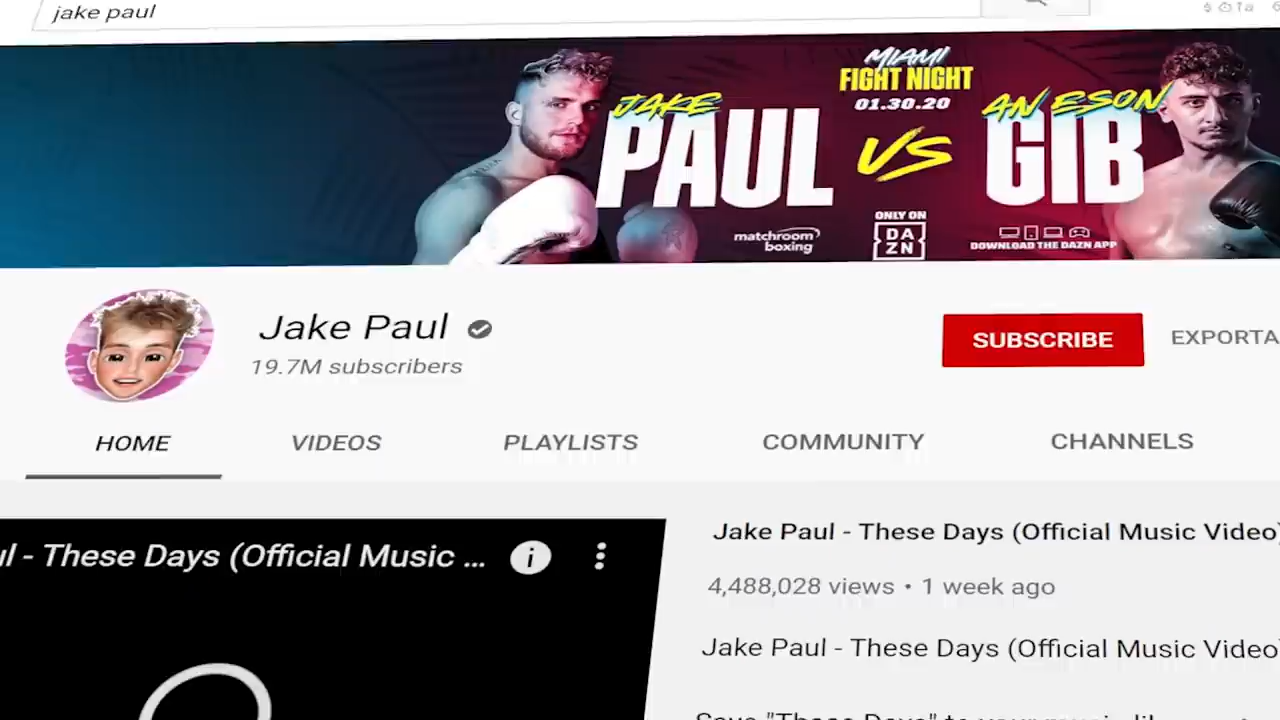 jake paul
MIAMI
FIGHT NIGHT
01.30.20
JAKE
PAUL
VS
AN ESON
GIB
matchroom
boxing
ONLY ON
DA
ZN
DOWNLOAD THE DAZN APP
Jake Paul
19.7M subscribers
SUBSCRIBE
EXPORTA
HOME
VIDEOS
PLAYLISTS
COMMUNITY
CHANNELS
ul - These Days (Official Music ...
Jake Paul - These Days (Official Music Video)
4,488,028 views • 1 week ago
Jake Paul - These Days (Official Music Video)